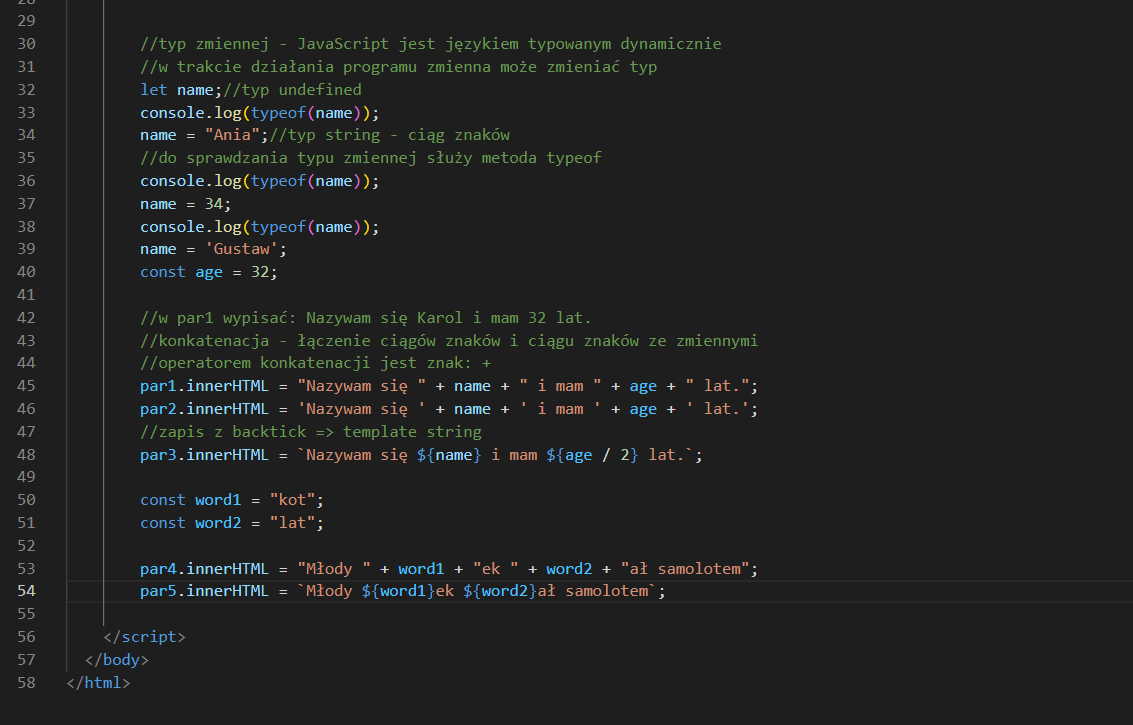 28
29
30 //typ zmiennej - JavaScript jest językiem typowanym dynamicznie
31 //w trakcie działania programu zmienna może zmieniać typ
32 let name;//typ undefined
33 console.log(typeof(name));
34 name = "Ania";//typ string - ciąg znaków
35 //do sprawdzania typu zmiennej służy metoda typeof
36 console.log(typeof(name));
37 name = 34;
38 console.log(typeof(name));
39 name = 'Gustaw';
40 const age = 32;
41
42 //w par1 wypisać: Nazywam się Karol i mam 32 lat.
43 //konkatenacja - łączenie ciągów znaków i ciągu znaków ze zmiennymi
44 //operatorem konkatenacji jest znak: +
45 par1.innerHTML = "Nazywam się " + name + " i mam " + age + " lat.";
46 par2.innerHTML = 'Nazywam się ' + name + ' i mam ' + age + ' lat.';
47 //zapis z backtick => template string
48 par3.innerHTML = `Nazywam się ${name} i mam ${age / 2} lat.`;
49
50 const word1 = "kot";
51 const word2 = "lat";
52
53 par4.innerHTML = "Młody " + word1 + "ek " + word2 + "ał samolotem";
54 par5.innerHTML = `Młody ${word1}ek ${word2}ał samolotem`;
55
56 </script>
57 </body>
58 </html>